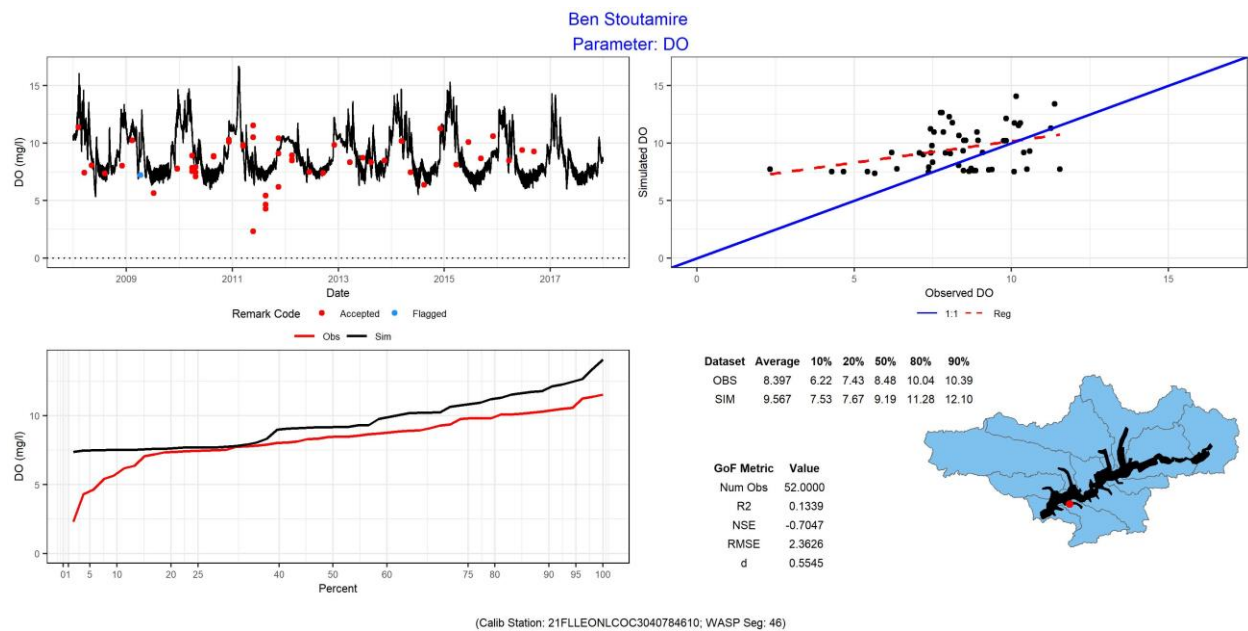 Ben Stoutamire
Parameter: DO
15
10
5
0
DO (mg/l)
2009
2011
2013
2015
2017
Date
Remark Code Accepted Flagged
15
10
5
0
Simulated DO
0
5
10
15
Observed DO
1:1 Reg
Obs Sim
10
5
0
DO (mg/l)
0 1 5 10 20 25 40 50 60 75 80 90 95 100
Percent
Dataset Average 10% 20% 50% 80% 90%
OBS 8.397 6.22 7.43 8.48 10.04 10.39
SIM 9.567 7.53 7.67 9.19 11.28 12.10
GoF Metric Value
Num Obs 52.0000
R2 0.1339
NSE -0.7047
RMSE 2.3626
d 0.5545
(Calib Station: 21FLLEONLCOC3040784610; WASP Seg: 46)